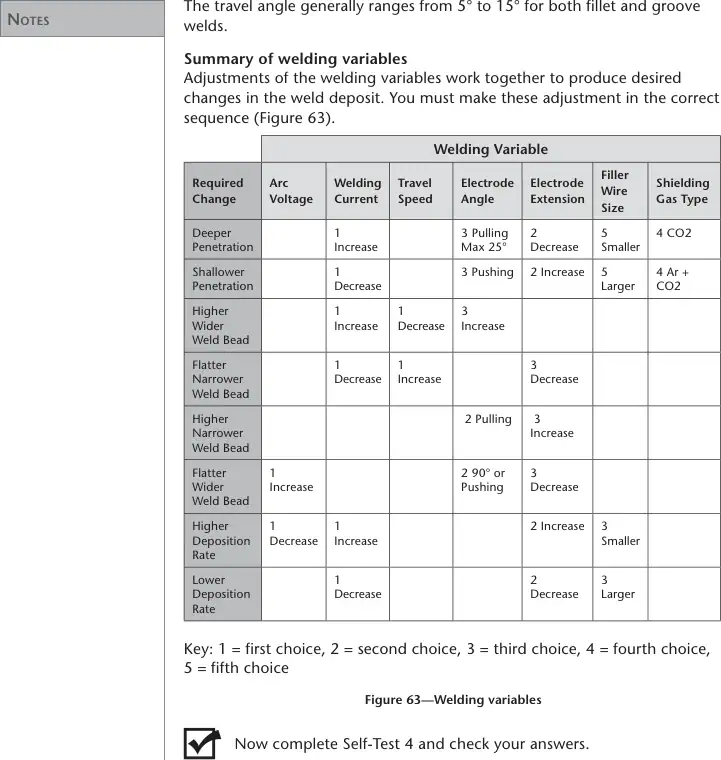 NOTES
The travel angle generally ranges from 5° to 15° for both fillet and groove
welds.
Summary of welding variables
Adjustments of the welding variables work together to produce desired
changes in the weld deposit. You must make these adjustment in the correct
sequence (Figure 63).
Welding Variable
Required Change | Arc Voltage | Welding Current | Travel Speed | Electrode Angle | Electrode Extension | Filler Wire Size | Shielding Gas Type
Deeper Penetration | | 1 Increase | | 3 Pulling Max 25° | 2 Decrease | 5 Smaller | 4 CO2
Shallower Penetration | | 1 Decrease | | 3 Pushing | 2 Increase | 5 Larger | 4 Ar + CO2
Higher Wider Weld Bead | | 1 Increase | 1 Decrease | 3 Increase | | |
Flatter Narrower Weld Bead | | 1 Decrease | 1 Increase | | 3 Decrease | |
Higher Narrower Weld Bead | | | | 2 Pulling | 3 Increase | |
Flatter Wider Weld Bead | 1 Increase | | | 2 90° or Pushing | 3 Decrease | |
Higher Deposition Rate | 1 Decrease | 1 Increase | | | 2 Increase | 3 Smaller |
Lower Deposition Rate | | 1 Decrease | | | 2 Decrease | 3 Larger |
Key: 1 = first choice, 2 = second choice, 3 = third choice, 4 = fourth choice,
5 = fifth choice
Figure 63—Welding variables
Now complete Self-Test 4 and check your answers.